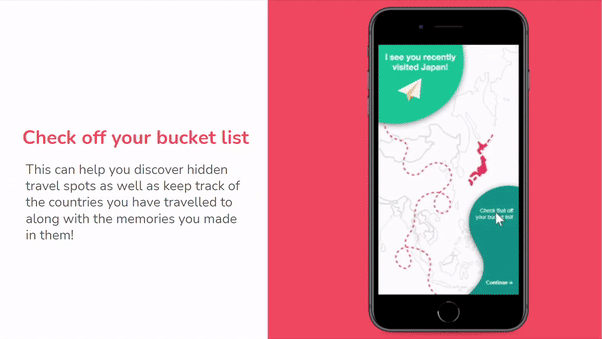 Check off your bucket list
This can help you discover hidden
travel spots as well as keep track of
the countries you have travelled to
along with the memories you made
in them!
I see you recently
visited Japan!
Check that off
your bucket list!
Continue